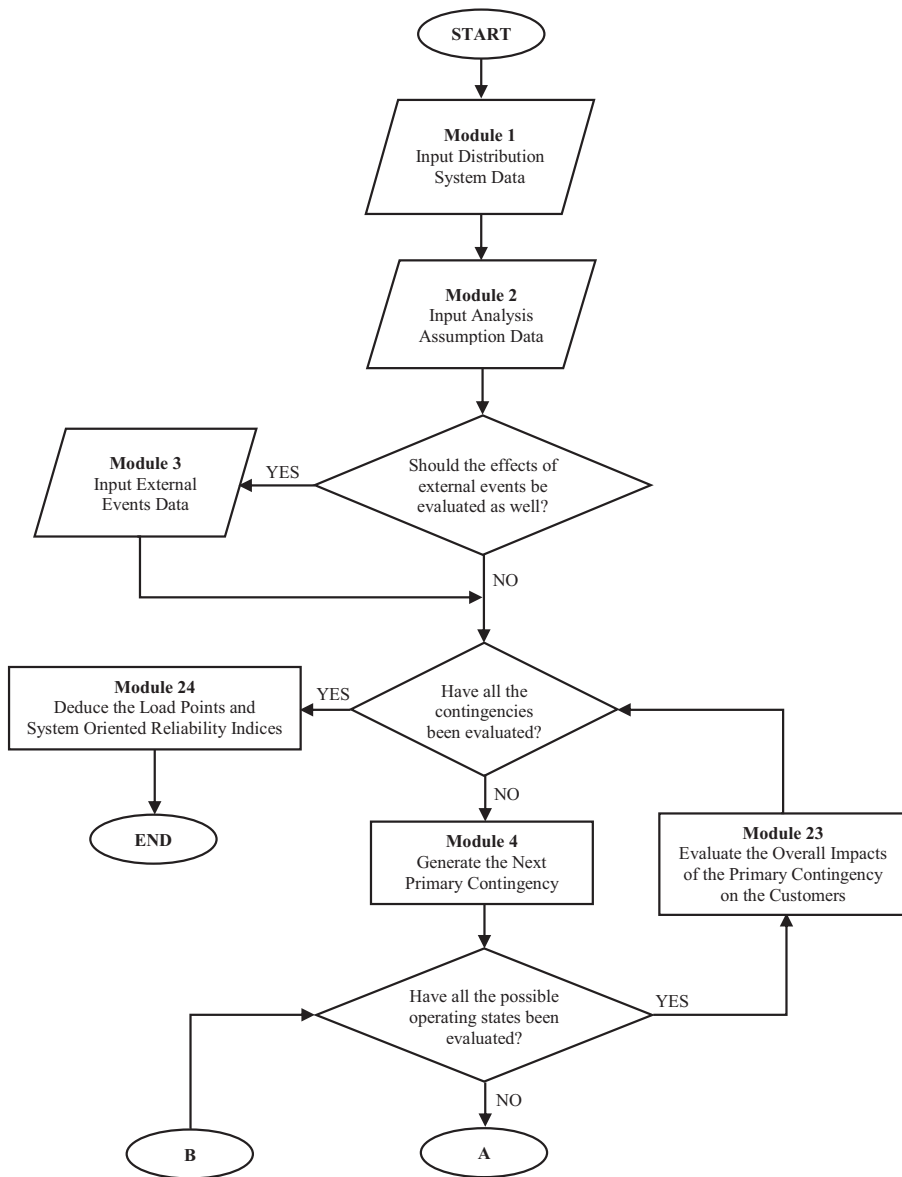 START
Module 1
Input Distribution
System Data
Module 2
Input Analysis
Assumption Data
Module 3
Input External
Events Data
YES
Should the effects of
external events be
evaluated as well?
NO
Module 24
Deduce the Load Points and
System Oriented Reliability Indices
YES
Have all the
contingencies
been evaluated?
NO
END
Module 4
Generate the Next
Primary Contingency
Module 23
Evaluate the Overall Impacts
of the Primary Contingency
on the Customers
Have all the possible
operating states been
evaluated?
YES
NO
B
A